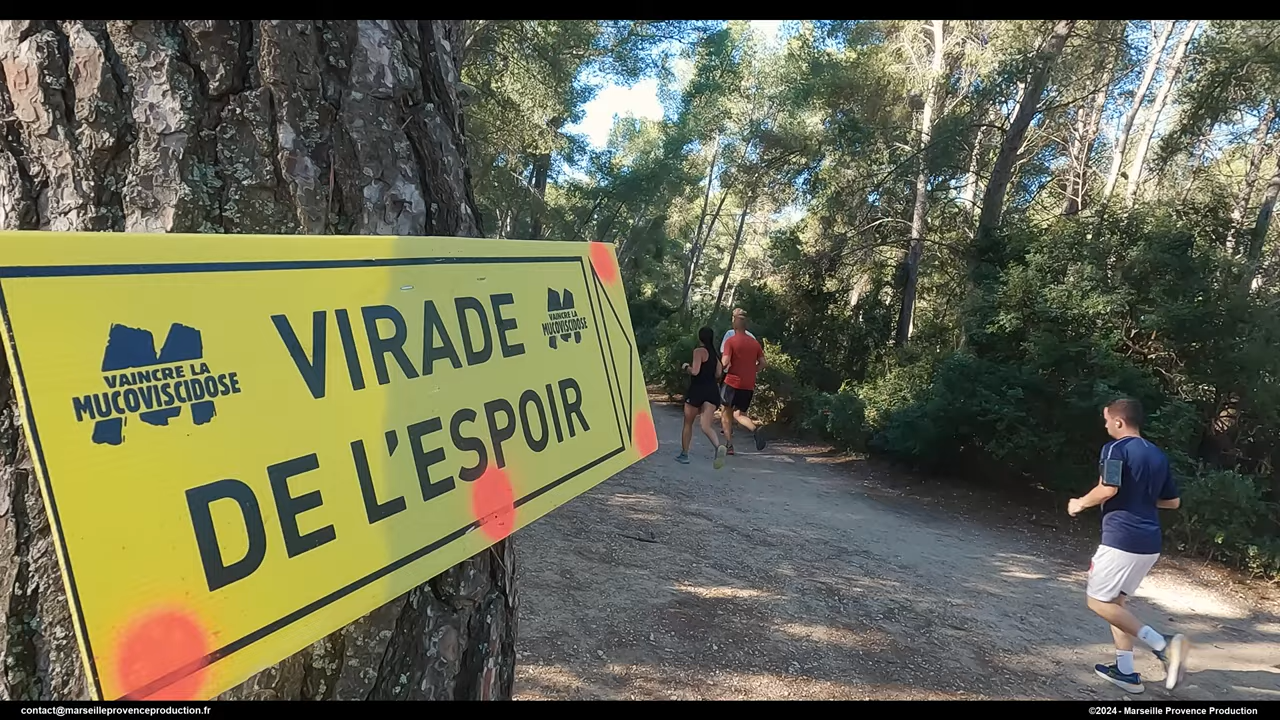 VIRADE
DE L'ESPOIR
VAINCRE LA
MUCOVISCIDOSE
VAINCRE LA
MUCOVISCIDOSE
contact@marseilleprovenceproduction.fr
©2024 - Marseille Provence Production